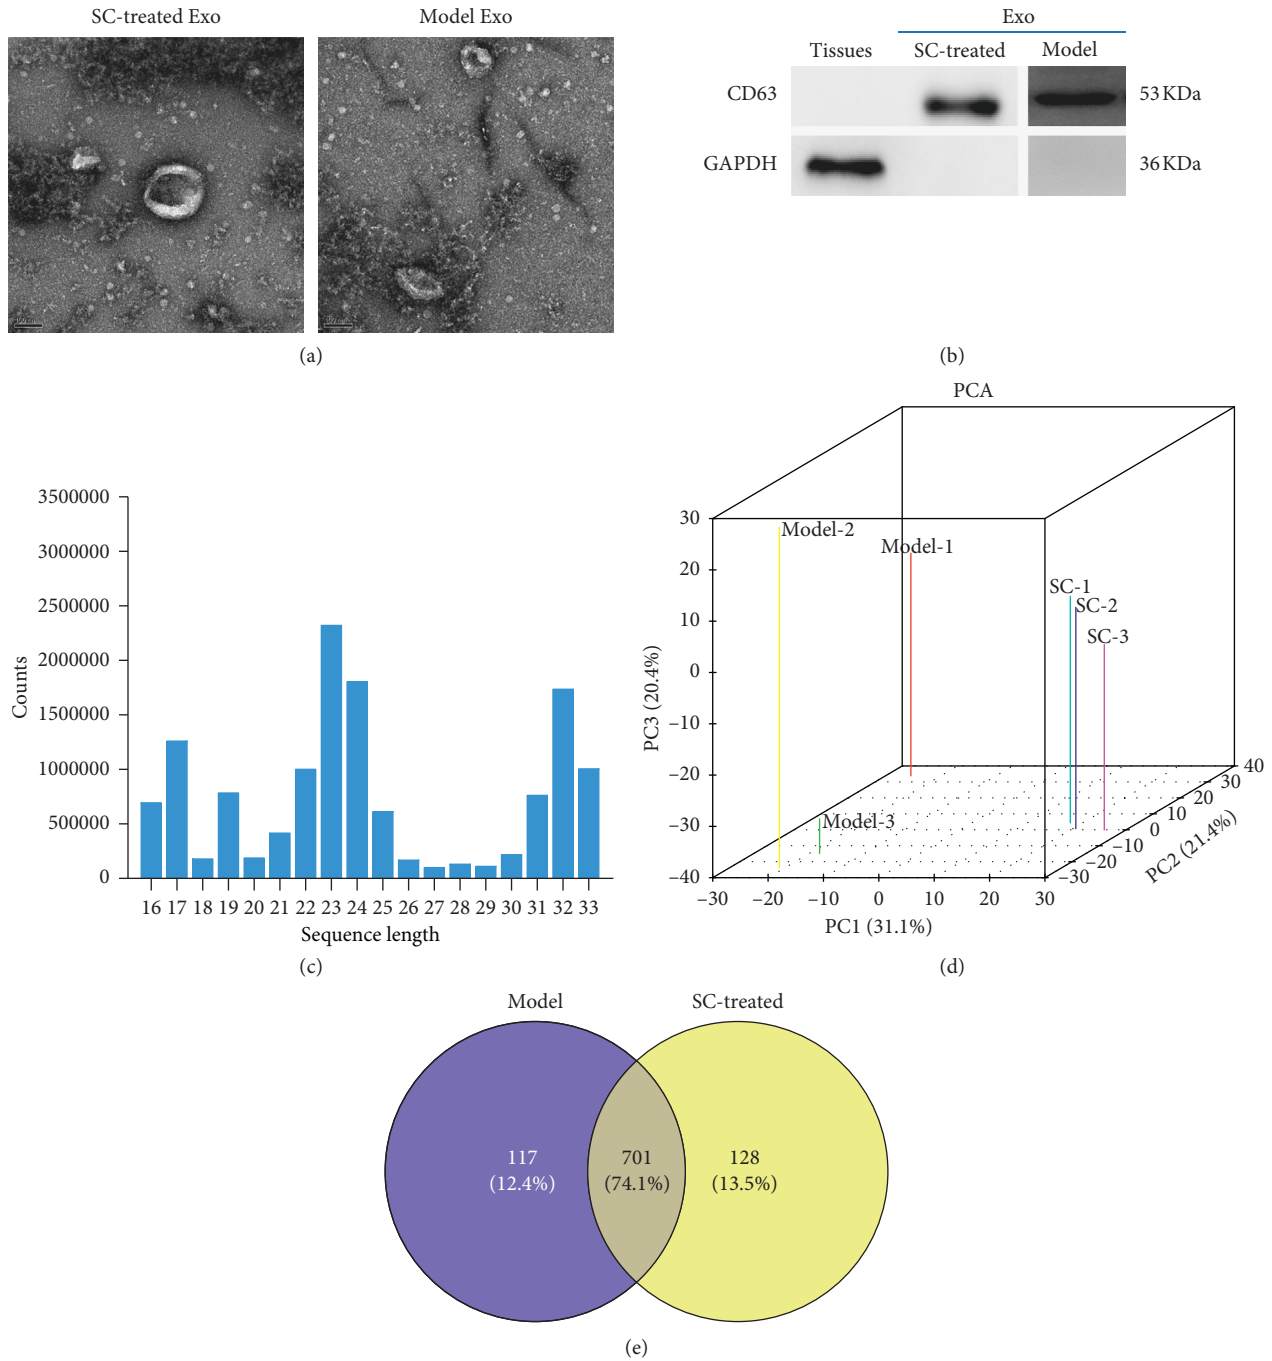 SC-treated Exo
Model Exo
(a)
Exo
Tissues
SC-treated
Model
CD63
53 KDa
GAPDH
36 KDa
(b)
3500000
3000000
2500000
2000000
1500000
1000000
500000
0
Counts
16 17 18 19 20 21 22 23 24 25 26 27 28 29 30 31 32 33
Sequence length
(c)
PCA
30
20
10
0
−10
−20
−30
−40
PC3 (20.4%)
Model-2
Model-1
SC-1
SC-2
SC-3
Model-3
−30 −20 −10 0 10 20 30
PC1 (31.1%)
40
30
20
10
0
−10
−20
−30
PC2 (21.4%)
(d)
Model
SC-treated
117
(12.4%)
701
(74.1%)
128
(13.5%)
(e)